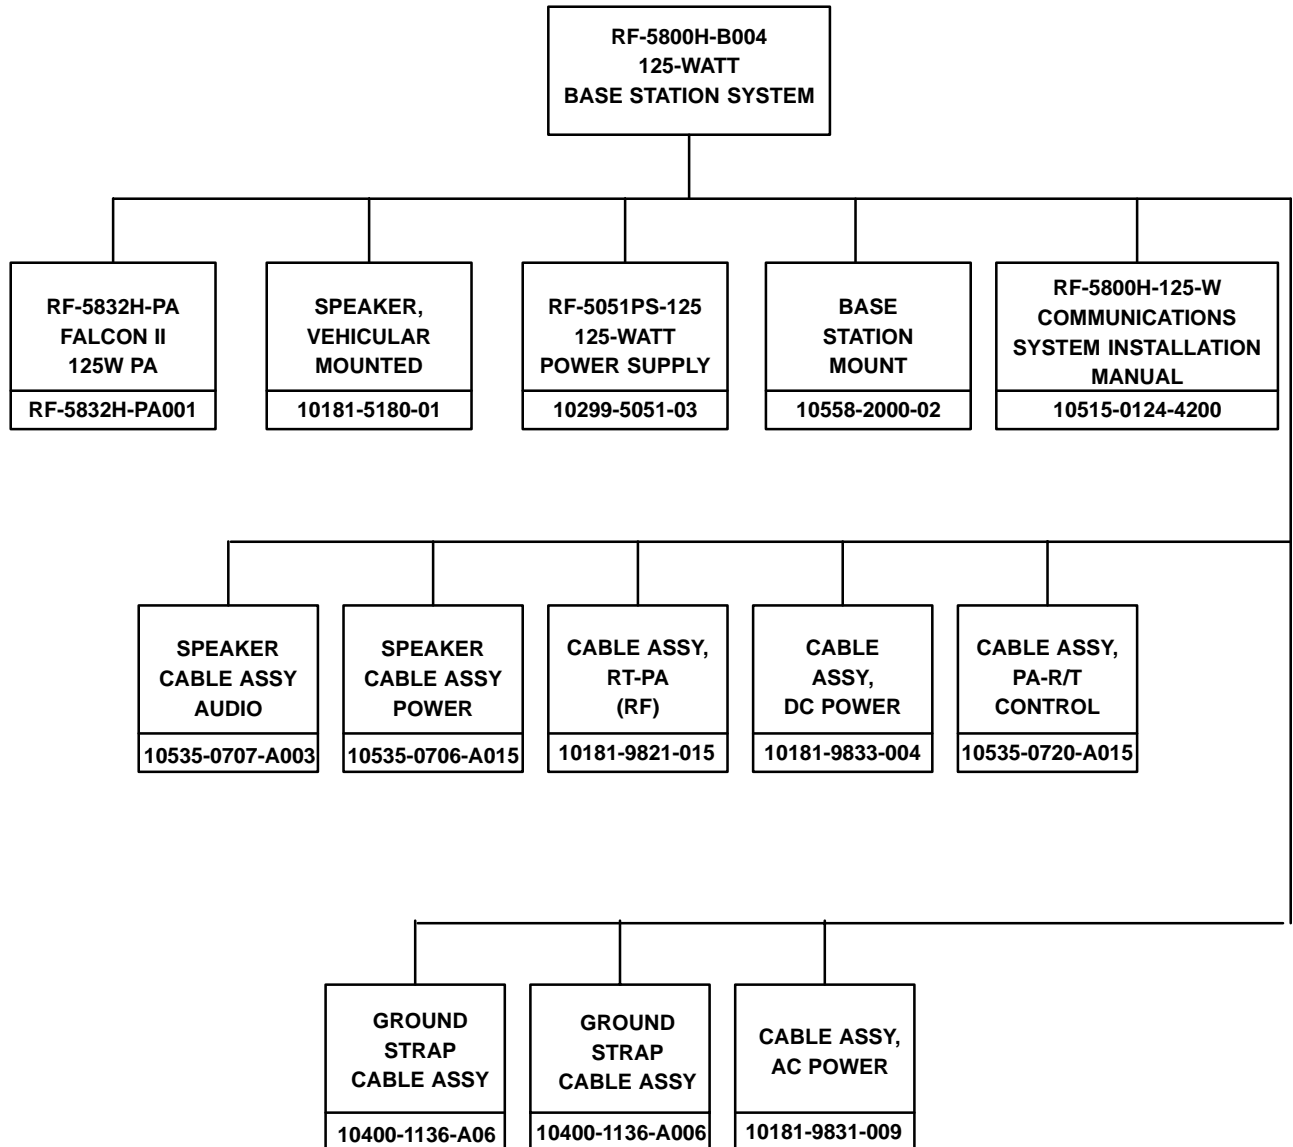 RF-5800H-B004
125-WATT
BASE STATION SYSTEM
RF-5832H-PA
FALCON II
125W PA
RF-5832H-PA001
SPEAKER,
VEHICULAR
MOUNTED
10181-5180-01
RF-5051PS-125
125-WATT
POWER SUPPLY
10299-5051-03
BASE
STATION
MOUNT
10558-2000-02
RF-5800H-125-W
COMMUNICATIONS
SYSTEM INSTALLATION
MANUAL
10515-0124-4200
SPEAKER
CABLE ASSY
AUDIO
10535-0707-A003
SPEAKER
CABLE ASSY
POWER
10535-0706-A015
CABLE ASSY,
RT-PA
(RF)
10181-9821-015
CABLE
ASSY,
DC POWER
10181-9833-004
CABLE ASSY,
PA-R/T
CONTROL
10535-0720-A015
GROUND
STRAP
CABLE ASSY
10400-1136-A06
GROUND
STRAP
CABLE ASSY
10400-1136-A006
CABLE ASSY,
AC POWER
10181-9831-009